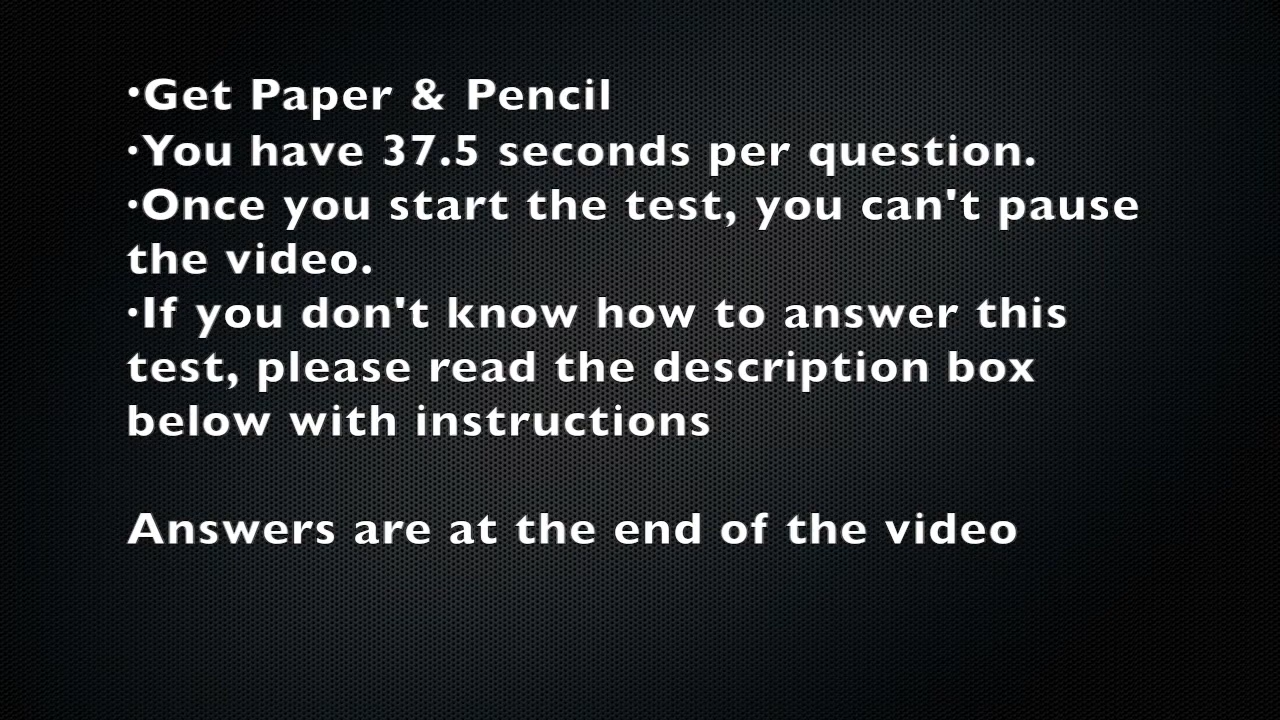 •Get Paper & Pencil
•You have 37.5 seconds per question.
•Once you start the test, you can't pause
the video.
•If you don't know how to answer this
test, please read the description box
below with instructions
Answers are at the end of the video